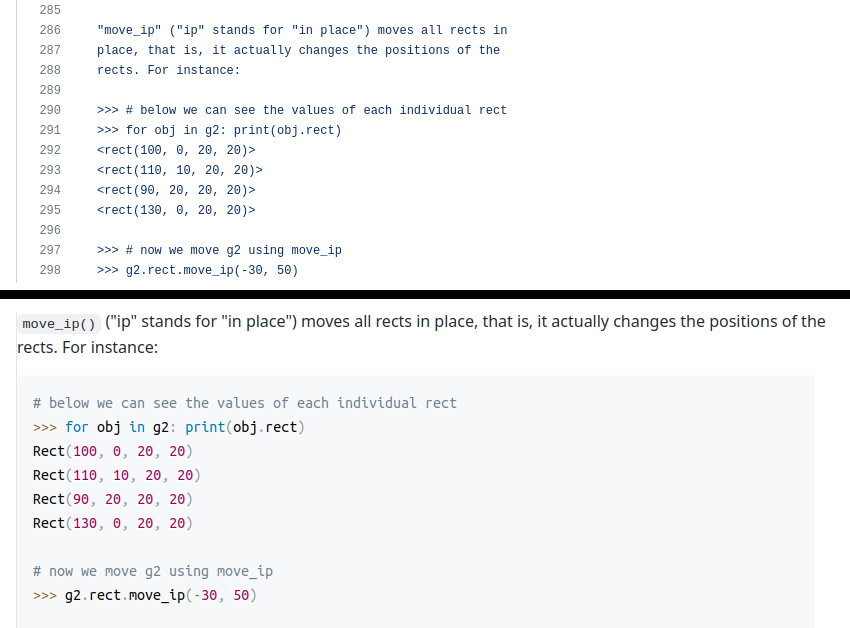 285
286 "move_ip" ("ip" stands for "in place") moves all rects in
287 place, that is, it actually changes the positions of the
288 rects. For instance:
289
290 >>> # below we can see the values of each individual rect
291 >>> for obj in g2: print(obj.rect)
292 <rect(100, 0, 20, 20)>
293 <rect(110, 10, 20, 20)>
294 <rect(90, 20, 20, 20)>
295 <rect(130, 0, 20, 20)>
296
297 >>> # now we move g2 using move_ip
298 >>> g2.rect.move_ip(-30, 50)
move_ip() ("ip" stands for "in place") moves all rects in place, that is, it actually changes the positions of the
rects. For instance:
# below we can see the values of each individual rect
>>> for obj in g2: print(obj.rect)
Rect(100, 0, 20, 20)
Rect(110, 10, 20, 20)
Rect(90, 20, 20, 20)
Rect(130, 0, 20, 20)
# now we move g2 using move_ip
>>> g2.rect.move_ip(-30, 50)